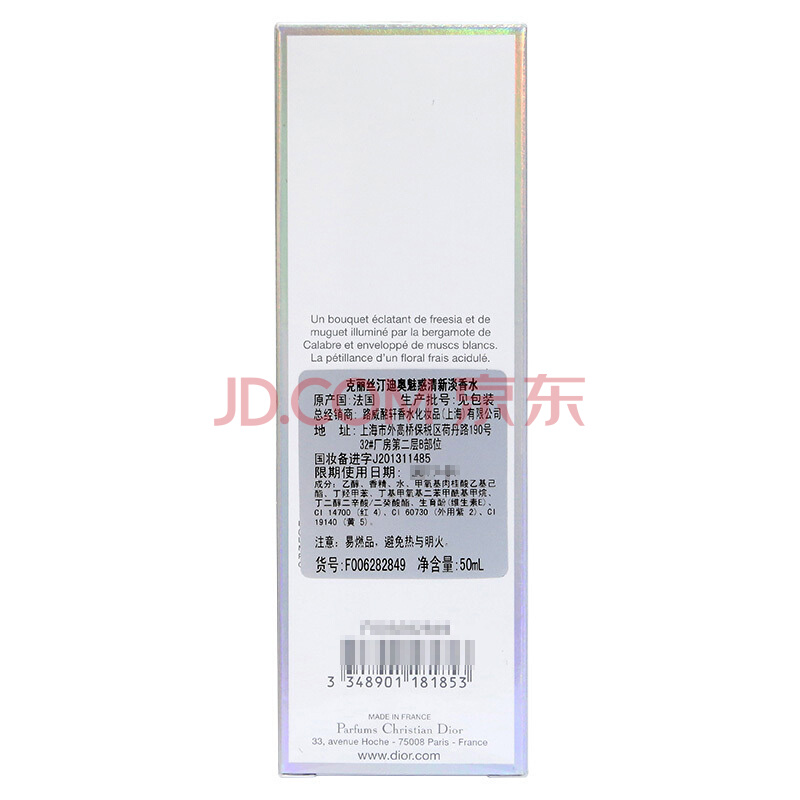 Un bouquet éclatant de freesia et de
muguet illuminé par la bergamote de
Calabre et enveloppé de muscs blancs.
La pétillance d'un floral frais acidulé.
克丽丝汀迪奥魅惑清新淡香水
原产国:法国 生产批号:见包装
总经销商: 路威酩轩香水化妆品(上海)有限公司
地 址: 上海市外高桥保税区荷丹路190号
32#厂房第二层B部位
国妆备进字J201311485
限期使用日期:
成分: 乙醇、香精、水、甲氧基肉桂酸乙基己
酯、丁羟甲苯、丁基甲氧基二苯甲酰基甲烷、
丁二醇二辛酸/二癸酸酯、生育酚(维生素E)、
CI 14700 (红 4)、CI 60730 (外用紫 2)、CI
19140 (黄 5)。
注意: 易燃品, 避免热与明火。
货号:F006282849 净含量:50mL
JD.COM 京东
3 348901 181853
MADE IN FRANCE
Parfums Christian Dior
33, avenue Hoche - 75008 Paris - France
www.dior.com